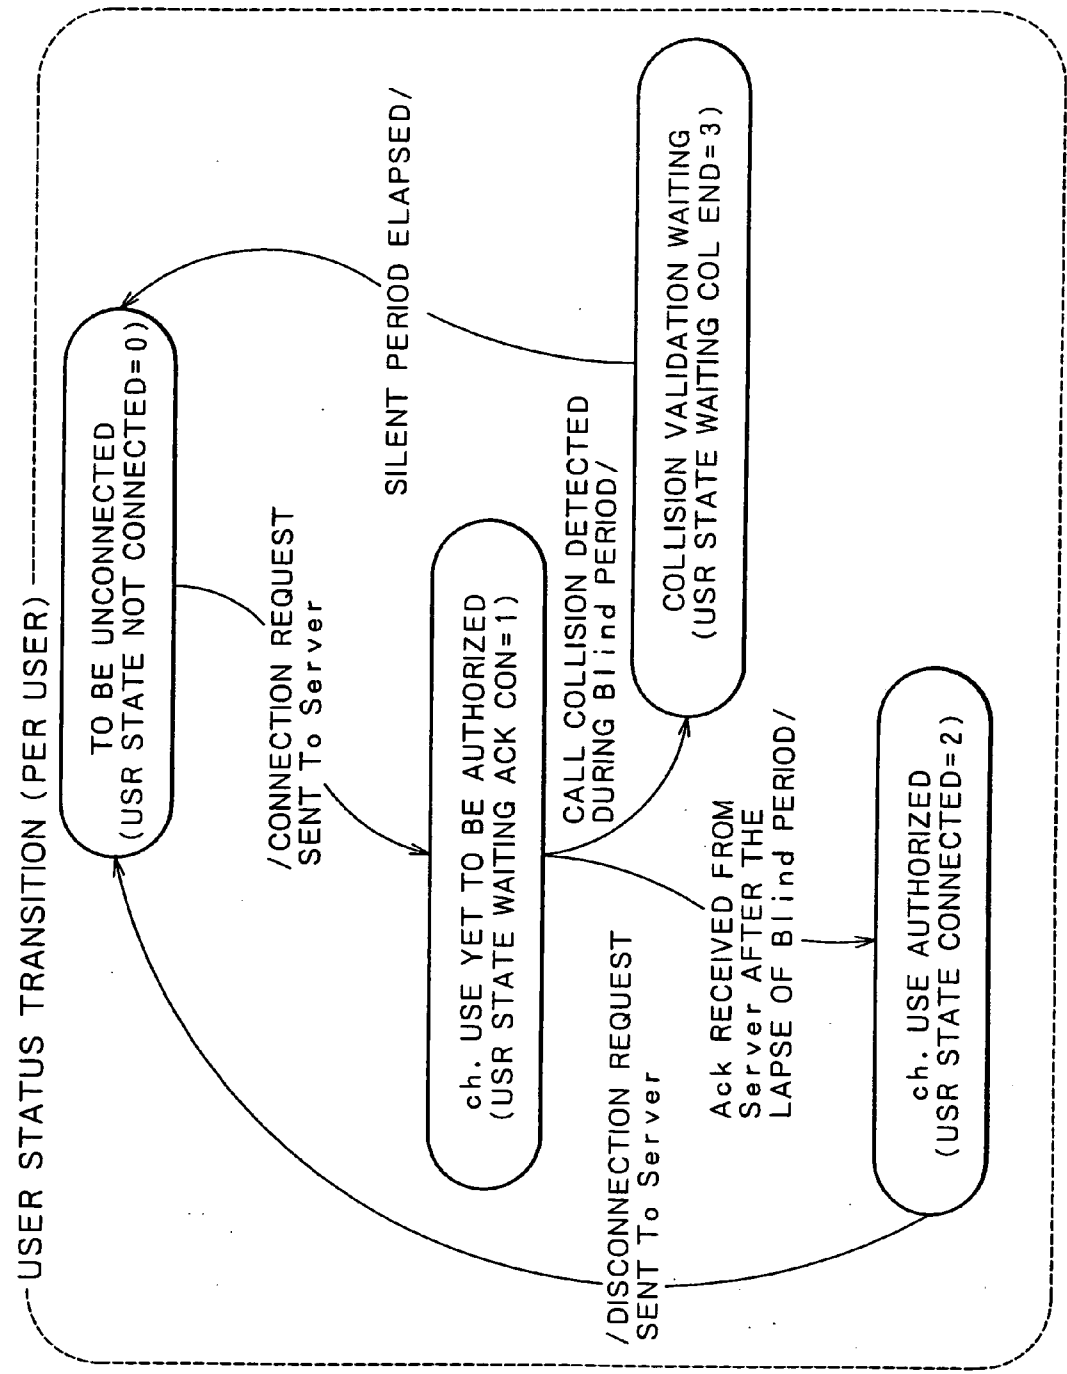 USER STATUS TRANSITION (PER USER)
TO BE UNCONNECTED
(USR STATE NOT CONNECTED=0)
/CONNECTION REQUEST
SENT To Server
SILENT PERIOD ELAPSED/
ch. USE YET TO BE AUTHORIZED
(USR STATE WAITING ACK CON=1)
CALL COLLISION DETECTED
DURING Blind PERIOD/
COLLISION VALIDATION WAITING
(USR STATE WAITING COL END=3)
/DISCONNECTION REQUEST
SENT To Server
Ack RECEIVED FROM
Server AFTER THE
LAPSE OF Blind PERIOD/
ch. USE AUTHORIZED
(USR STATE CONNECTED=2)